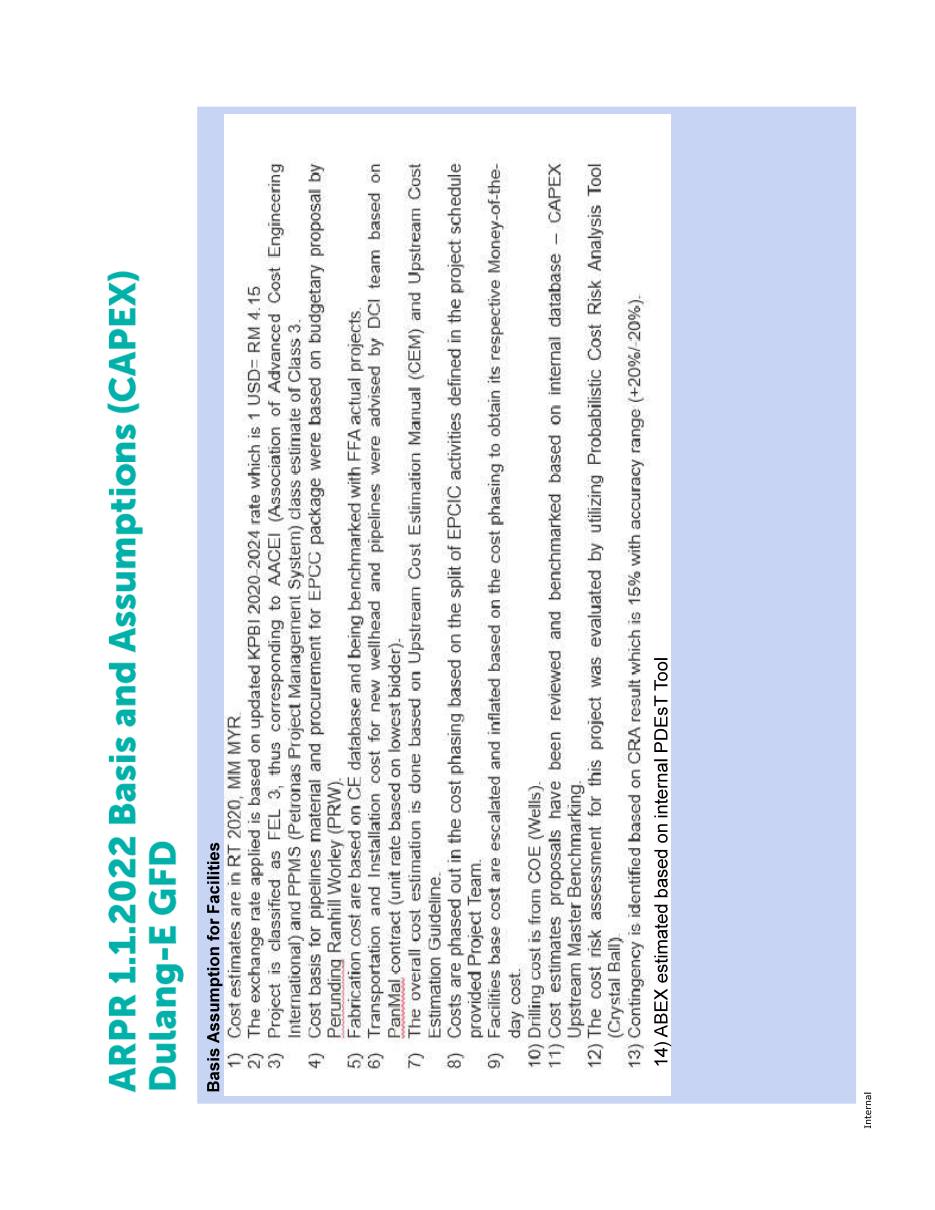 ARPR 1.1.2022 Basis and Assumptions (CAPEX)
Dulang-E GFD
Basis Assumption for Facilities
1) Cost estimates are in RT 2020, MM MYR.
2) The exchange rate applied is based on updated KPBI 2020-2024 rate which is 1 USD= RM 4.15
3) Project is classified as FEL 3, thus corresponding to AACEI (Association of Advanced Cost Engineering
International) and PPMS (Petronas Project Management System) class estimate of Class 3.
4) Cost basis for pipelines material and procurement for EPCC package were based on budgetary proposal by
Perunding Ranhill Worley (PRW).
5) Fabrication cost are based on CE database and being benchmarked with FFA actual projects.
6) Transportation and Installation cost for new wellhead and pipelines were advised by DCI team based on
PanMal contract (unit rate based on lowest bidder).
7) The overall cost estimation is done based on Upstream Cost Estimation Manual (CEM) and Upstream Cost
Estimation Guideline.
8) Costs are phased out in the cost phasing based on the split of EPCIC activities defined in the project schedule
provided Project Team.
9) Facilities base cost are escalated and inflated based on the cost phasing to obtain its respective Money-of-the-
day cost.
10) Drilling cost is from COE (Wells).
11) Cost estimates proposals have been reviewed and benchmarked based on internal database – CAPEX
Upstream Master Benchmarking.
12) The cost risk assessment for this project was evaluated by utilizing Probabilistic Cost Risk Analysis Tool
(Crystal Ball).
13) Contingency is identified based on CRA result which is 15% with accuracy range (+20%/-20%).
14) ABEX estimated based on internal PDEsT Tool
Internal